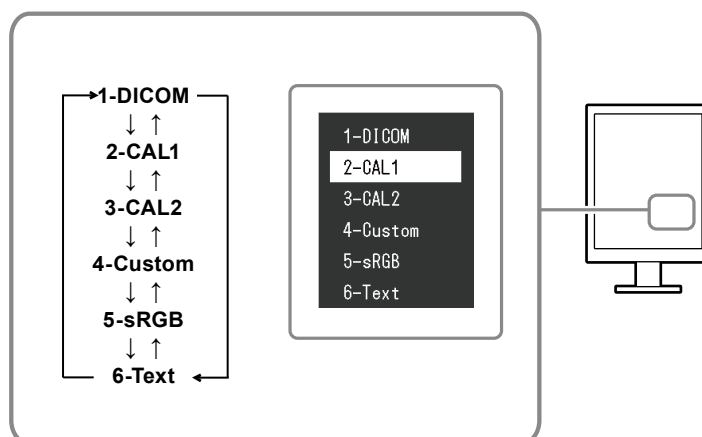 1-DICOM
↓ ↑
2-CAL1
↓ ↑
3-CAL2
↓ ↑
4-Custom
↓ ↑
5-sRGB
↓ ↑
6-Text
1-DICOM
2-CAL1
3-CAL2
4-Custom
5-sRGB
6-Text